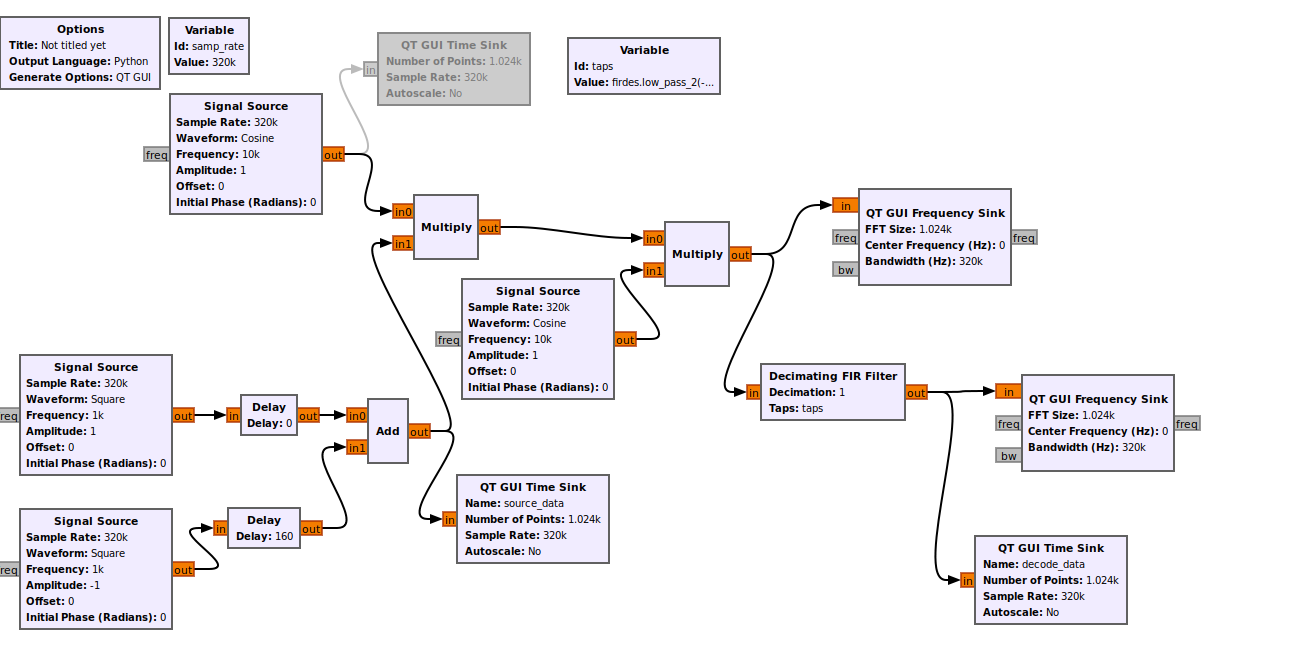 Options
Title: Not titled yet
Output Language: Python
Generate Options: QT GUI
Variable
Id: samp_rate
Value: 320k
QT GUI Time Sink
Number of Points: 1.024k
Sample Rate: 320k
Autoscale: No
in
Variable
Id: taps
Value: firdes.low_pass_2(-...
Signal Source
Sample Rate: 320k
Waveform: Cosine
Frequency: 10k
Amplitude: 1
Offset: 0
Initial Phase (Radians): 0
freq
out
in0
in1
Multiply
out
in0
in1
Multiply
out
in
freq
bw
QT GUI Frequency Sink
FFT Size: 1.024k
Center Frequency (Hz): 0
Bandwidth (Hz): 320k
freq
Signal Source
Sample Rate: 320k
Waveform: Cosine
Frequency: 10k
Amplitude: 1
Offset: 0
Initial Phase (Radians): 0
freq
out
Signal Source
Sample Rate: 320k
Waveform: Square
Frequency: 1k
Amplitude: 1
Offset: 0
Initial Phase (Radians): 0
req
out
in
Delay
Delay: 0
out
in0
in1
Add
out
in
Decimating FIR Filter
Decimation: 1
Taps: taps
out
in
freq
bw
QT GUI Frequency Sink
FFT Size: 1.024k
Center Frequency (Hz): 0
Bandwidth (Hz): 320k
freq
Signal Source
Sample Rate: 320k
Waveform: Square
Frequency: 1k
Amplitude: -1
Offset: 0
Initial Phase (Radians): 0
req
out
in
Delay
Delay: 160
out
in
QT GUI Time Sink
Name: source_data
Number of Points: 1.024k
Sample Rate: 320k
Autoscale: No
in
QT GUI Time Sink
Name: decode_data
Number of Points: 1.024k
Sample Rate: 320k
Autoscale: No